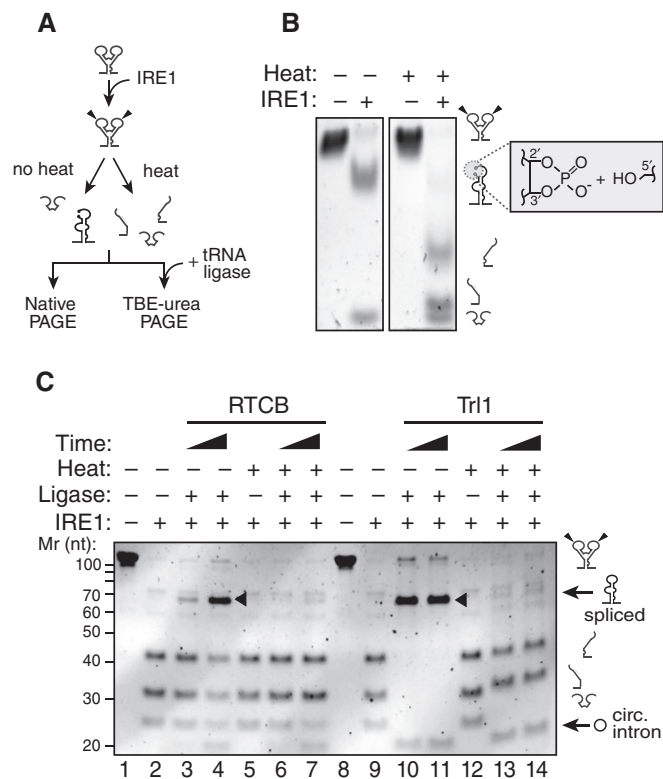 A
IRE1
no heat
heat
+ tRNA
ligase
Native
PAGE
TBE-urea
PAGE
B
Heat: – – + +
IRE1: – + – +
2′ O O
P + HO 5′
3′ O O-
C
RTCB Trl1
Time:
Heat: – – – – + + + – – – – + + +
Ligase: – – + + – + + – – + + – + +
IRE1: – + + + + + + – + + + + + +
Mr (nt):
100
70
60
50
40
30
20
spliced
circ.
intron
1 2 3 4 5 6 7 8 9 10 11 12 13 14